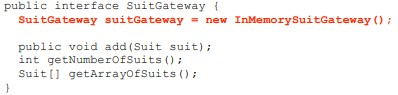 public interface SuitGateway {
  SuitGateway suitGateway = new InMemorySuitGateway();
  public void add(Suit suit);
  int getNumberOfSuits();
  Suit[] getArrayOfSuits();
}